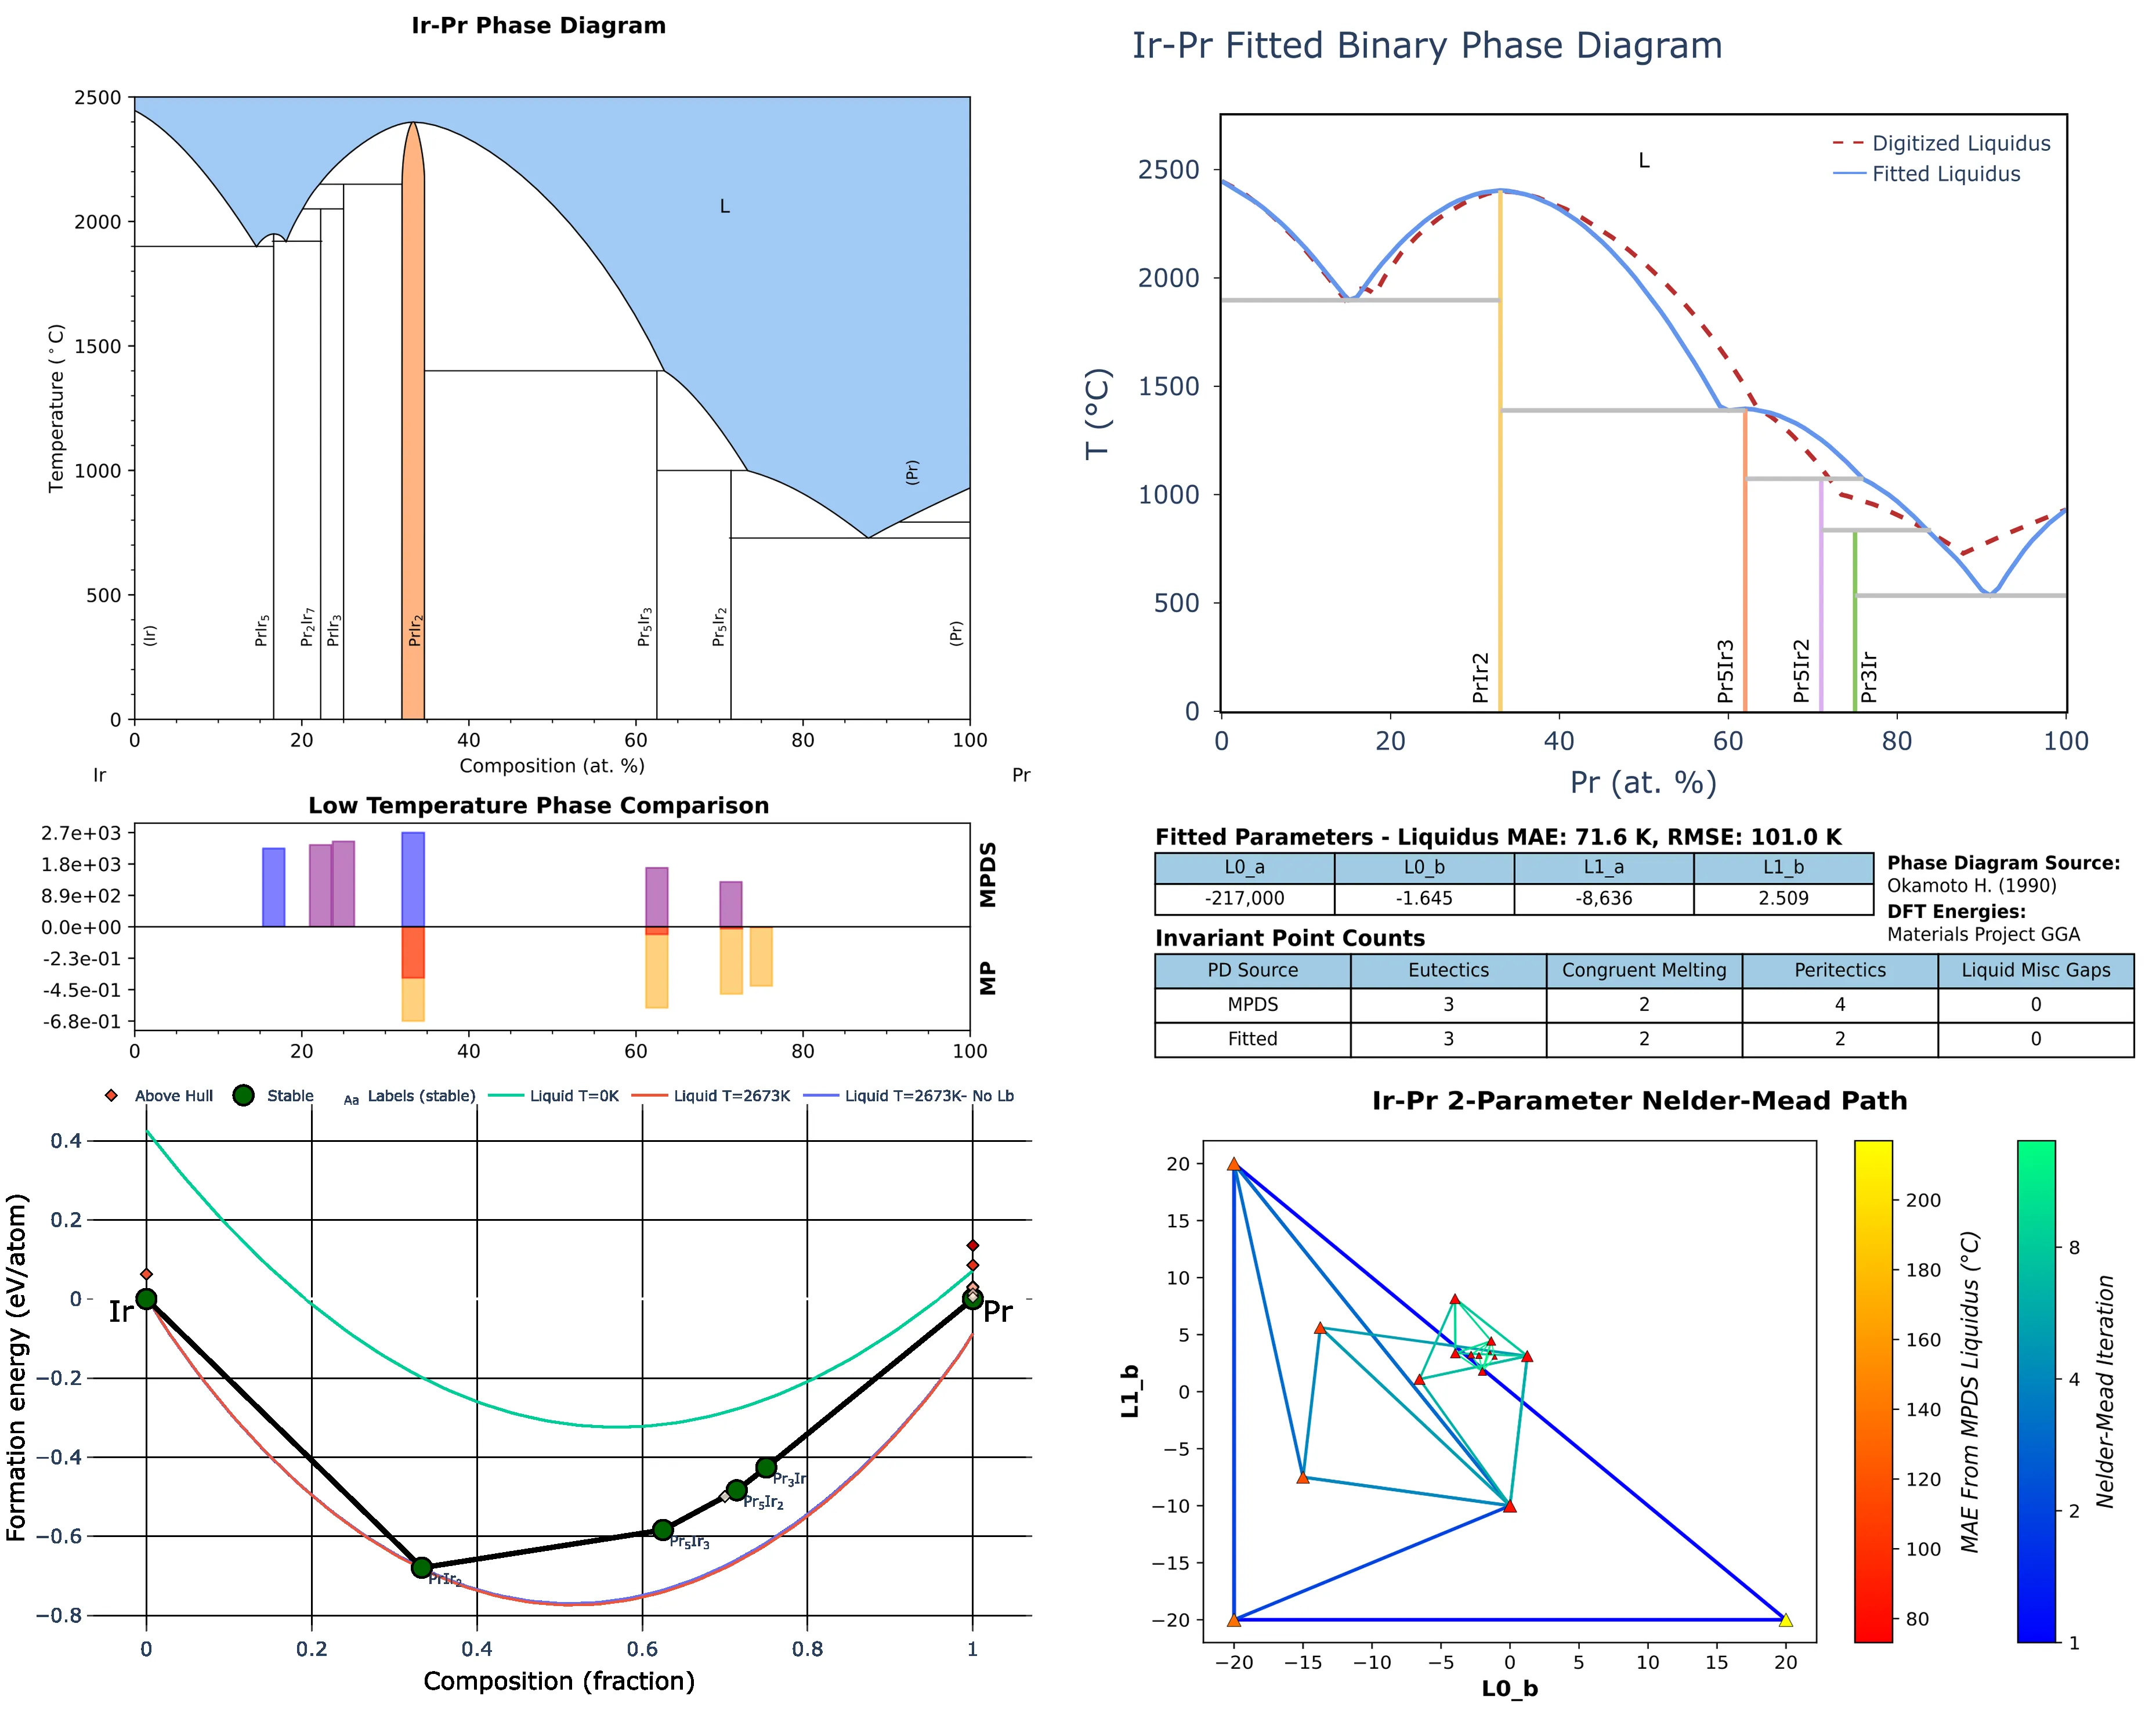 Ir-Pr Phase Diagram
2500
2000
1500
1000
500
0
Temperature (°C)
L
(Pr)
(Ir)
PrIr5
Pr2Ir7
PrIr3
PrIr2
Pr5Ir3
Pr5Ir2
(Pr)
0 20 40 60 80 100
Composition (at. %)
Ir Pr
Ir-Pr Fitted Binary Phase Diagram
L
Digitized Liquidus
Fitted Liquidus
2500
2000
1500
1000
500
0
T (°C)
PrIr2
Pr5Ir3
Pr5Ir2
Pr3Ir
0 20 40 60 80 100
Pr (at. %)
Low Temperature Phase Comparison
2.7e+03
1.8e+03
8.9e+02
0.0e+00
-2.3e-01
-4.5e-01
-6.8e-01
MPDS
MP
0 20 40 60 80 100
Fitted Parameters - Liquidus MAE: 71.6 K, RMSE: 101.0 K
L0_a L0_b L1_a L1_b
-217,000 -1.645 -8,636 2.509
Phase Diagram Source:
Okamoto H. (1990)
DFT Energies:
Materials Project GGA
Invariant Point Counts
PD Source Eutectics Congruent Melting Peritectics Liquid Misc Gaps
MPDS 3 2 4 0
Fitted 3 2 2 0
Above Hull Stable Aa Labels (stable) Liquid T=0K Liquid T=2673K Liquid T=2673K- No Lb
0.4
0.2
0
−0.2
−0.4
−0.6
−0.8
Formation energy (eV/atom)
Ir
Pr
Pr3Ir
Pr5Ir2
Pr5Ir3
PrIr2
0 0.2 0.4 0.6 0.8 1
Composition (fraction)
Ir-Pr 2-Parameter Nelder-Mead Path
20
15
10
5
0
−5
−10
−15
−20
L1_b
−20 −15 −10 −5 0 5 10 15 20
L0_b
200
180
160
140
120
100
80
MAE From MPDS Liquidus (°C)
8
4
2
1
Nelder-Mead Iteration